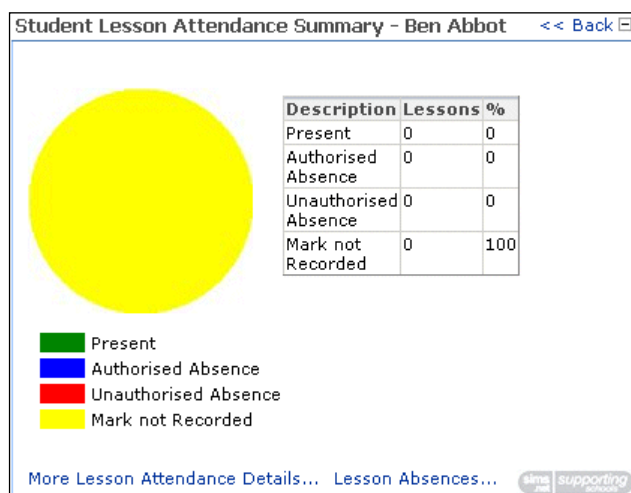 Student Lesson Attendance Summary - Ben Abbot << Back
Description Lessons %
Present 0 0
Authorised Absence 0 0
Unauthorised Absence 0 0
Mark not Recorded 0 100
Present
Authorised Absence
Unauthorised Absence
Mark not Recorded
More Lesson Attendance Details... Lesson Absences...
sims.net supporting schools